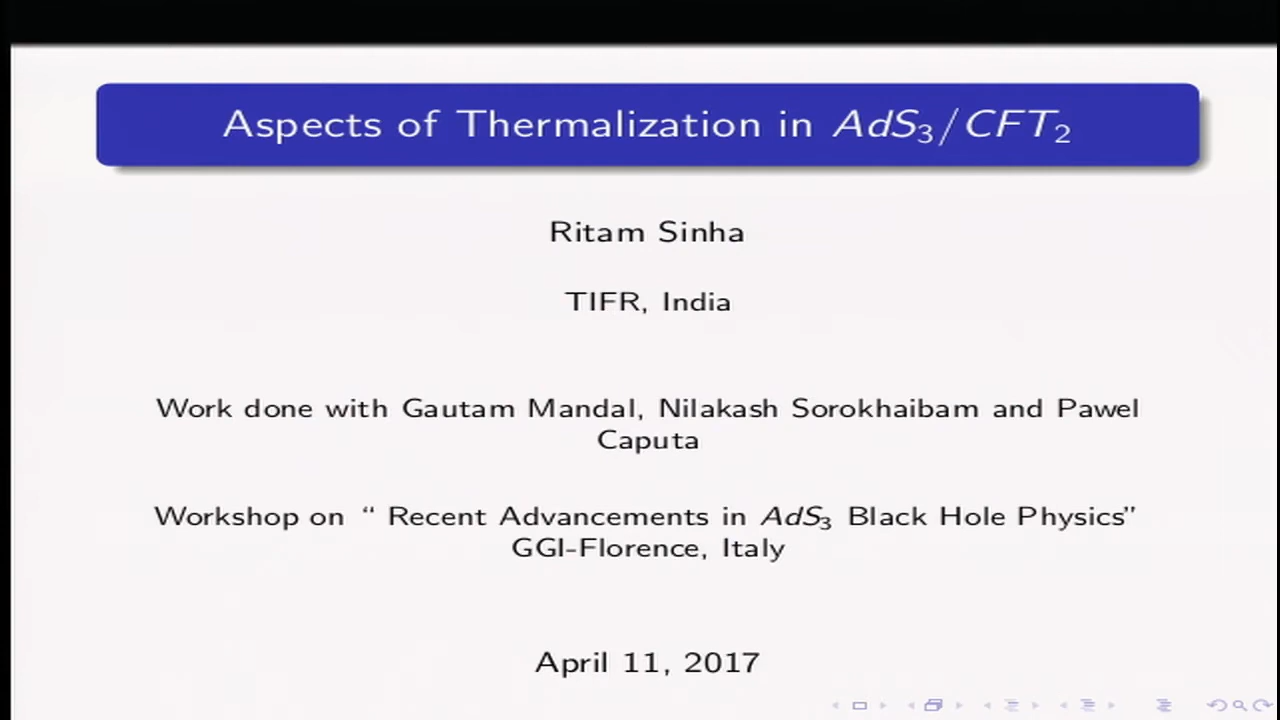 Aspects of Thermalization in AdS₃/CFT₂
Ritam Sinha
TIFR, India
Work done with Gautam Mandal, Nilakash Sorokhaibam and Pawel
Caputa
Workshop on “ Recent Advancements in AdS₃ Black Hole Physics”
GGI-Florence, Italy
April 11, 2017